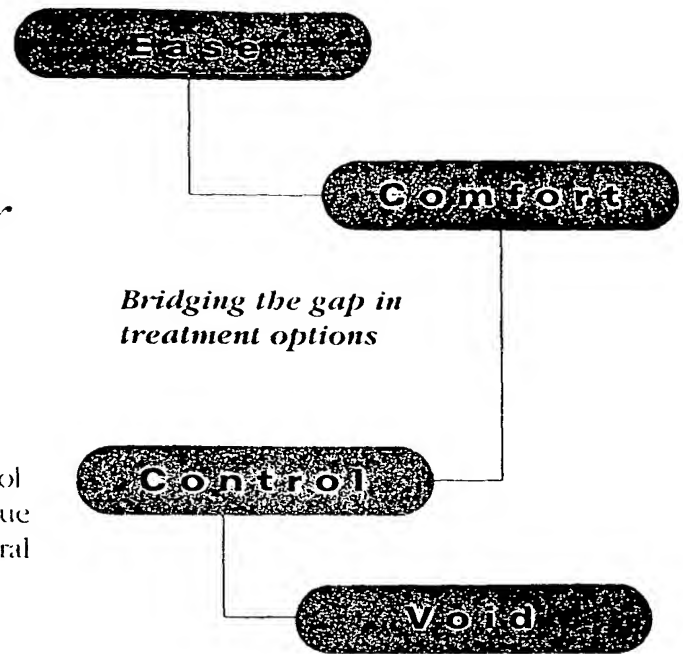 Ease
Comfort
Bridging the gap in
treatment options
Control
Void